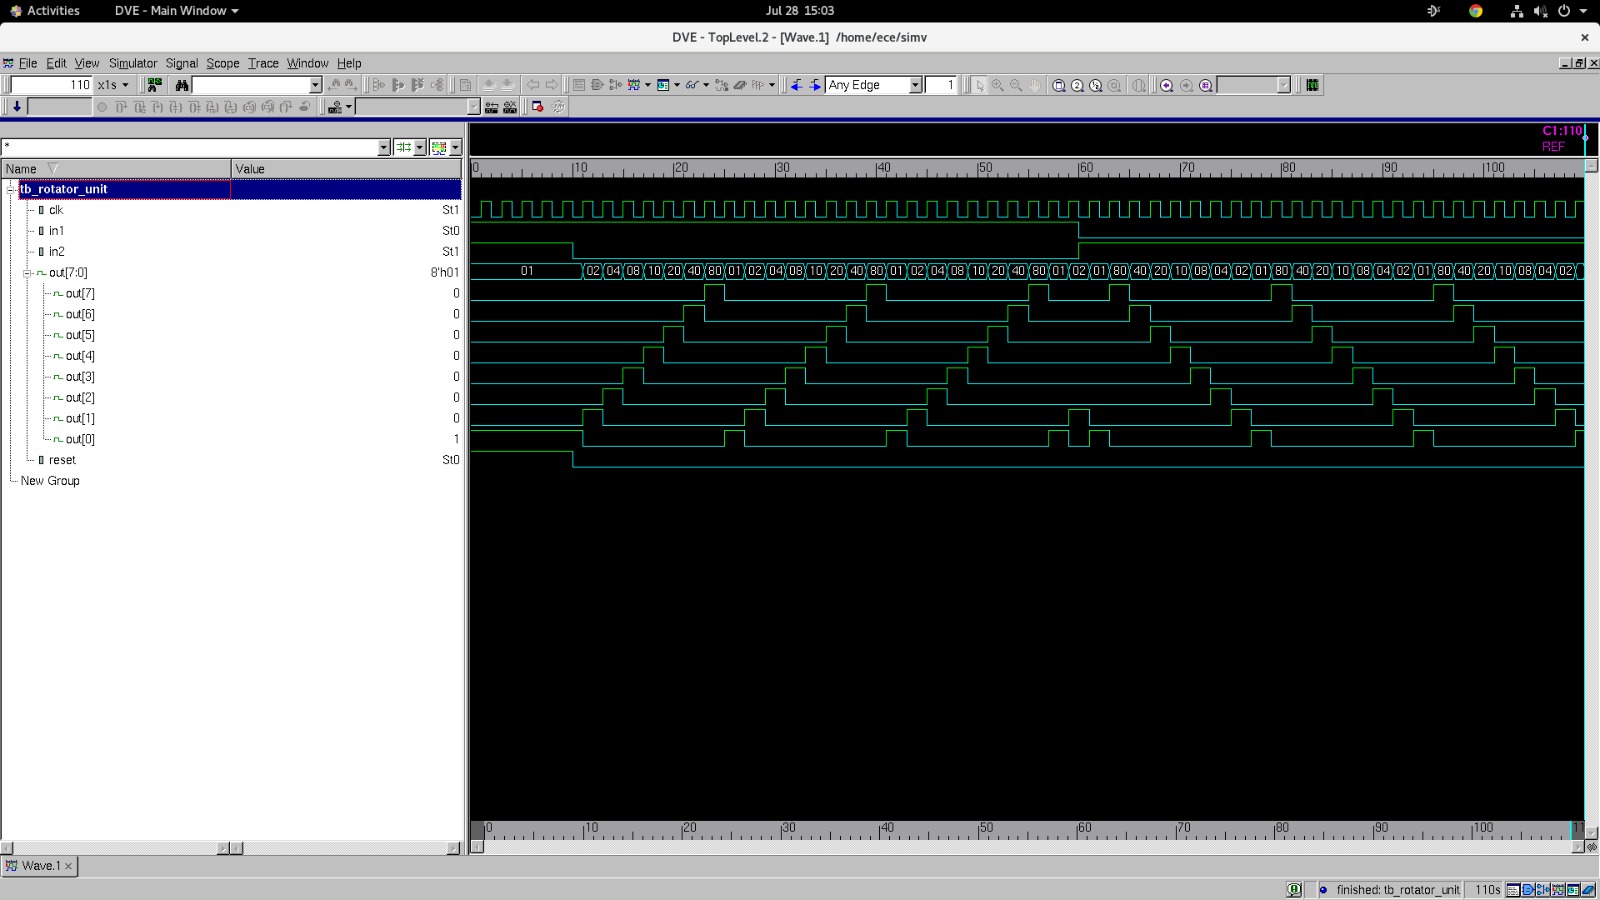 Activities DVE - Main Window Jul 28 15:03
DVE - TopLevel.2 - [Wave.1] /home/ece/simv
File Edit View Simulator Signal Scope Trace Window Help
110 x1s Any Edge 1
C1:110
REF
*
Name Value 0 10 20 30 40 50 60 70 80 90 100
tb_rotator_unit
clk St1
in1 St0
in2 St1
out[7:0] 8'h01 01 02 04 08 10 20 40 80 01 02 04 08 10 20 40 80 01 02 04 08 10 20 40 80 01 02 01 80 40 20 10 08 04 02 01 80 40 20 10 08 04 02 01 80 40 20 10 08 04 02
out[7] 0
out[6] 0
out[5] 0
out[4] 0
out[3] 0
out[2] 0
out[1] 0
out[0] 1
reset St0
New Group
0 10 20 30 40 50 60 70 80 90 100 11
Wave.1
finished: tb_rotator_unit 110s